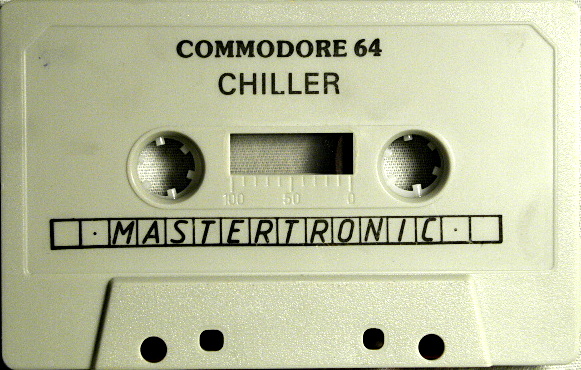 COMMODORE 64
CHILLER
100 50 0
· MASTERTRONIC ·